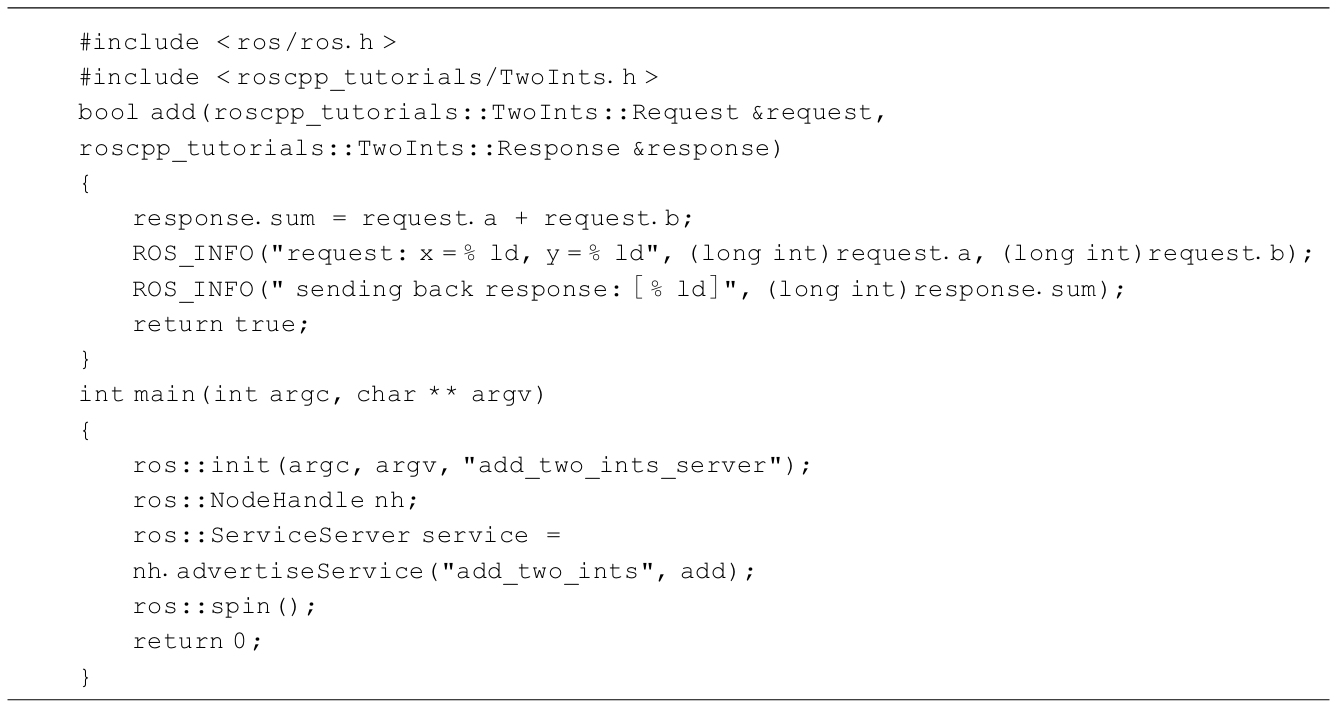 #include <ros/ros.h>
#include <roscpp_tutorials/TwoInts.h>
bool add(roscpp_tutorials::TwoInts::Request &request,
roscpp_tutorials::TwoInts::Response &response)
{
    response.sum = request.a + request.b;
    ROS_INFO("request: x=% ld, y=% ld", (long int)request.a, (long int)request.b);
    ROS_INFO(" sending back response: [% ld]", (long int)response.sum);
    return true;
}
int main(int argc, char ** argv)
{
    ros::init(argc, argv, "add_two_ints_server");
    ros::NodeHandle nh;
    ros::ServiceServer service =
    nh.advertiseService("add_two_ints", add);
    ros::spin();
    return 0;
}